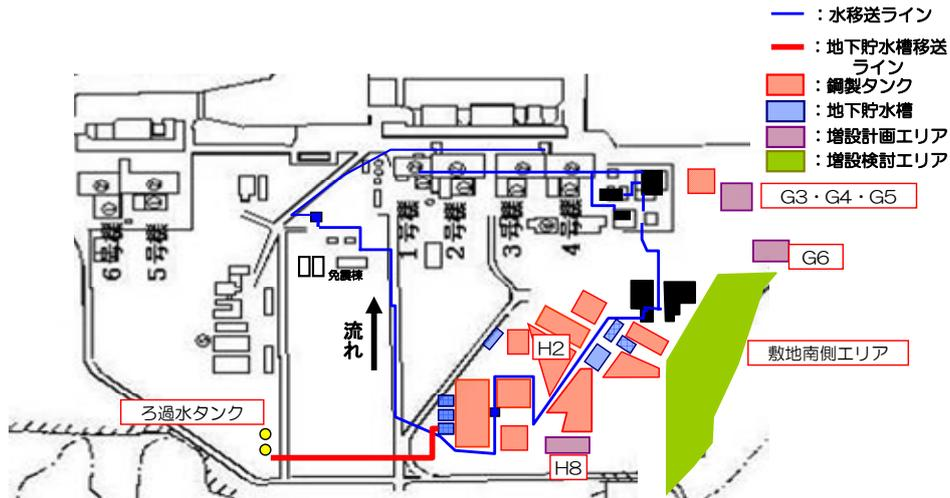 ：水移送ライン
：地下貯水槽移送
ライン
：鋼製タンク
：地下貯水槽
：増設計画エリア
：増設検討エリア
G3・G4・G5
G6
敷地南側エリア
6号機
5号機
1号機
2号機
3号機
4号機
免震棟
流れ
H2
ろ過水タンク
H8